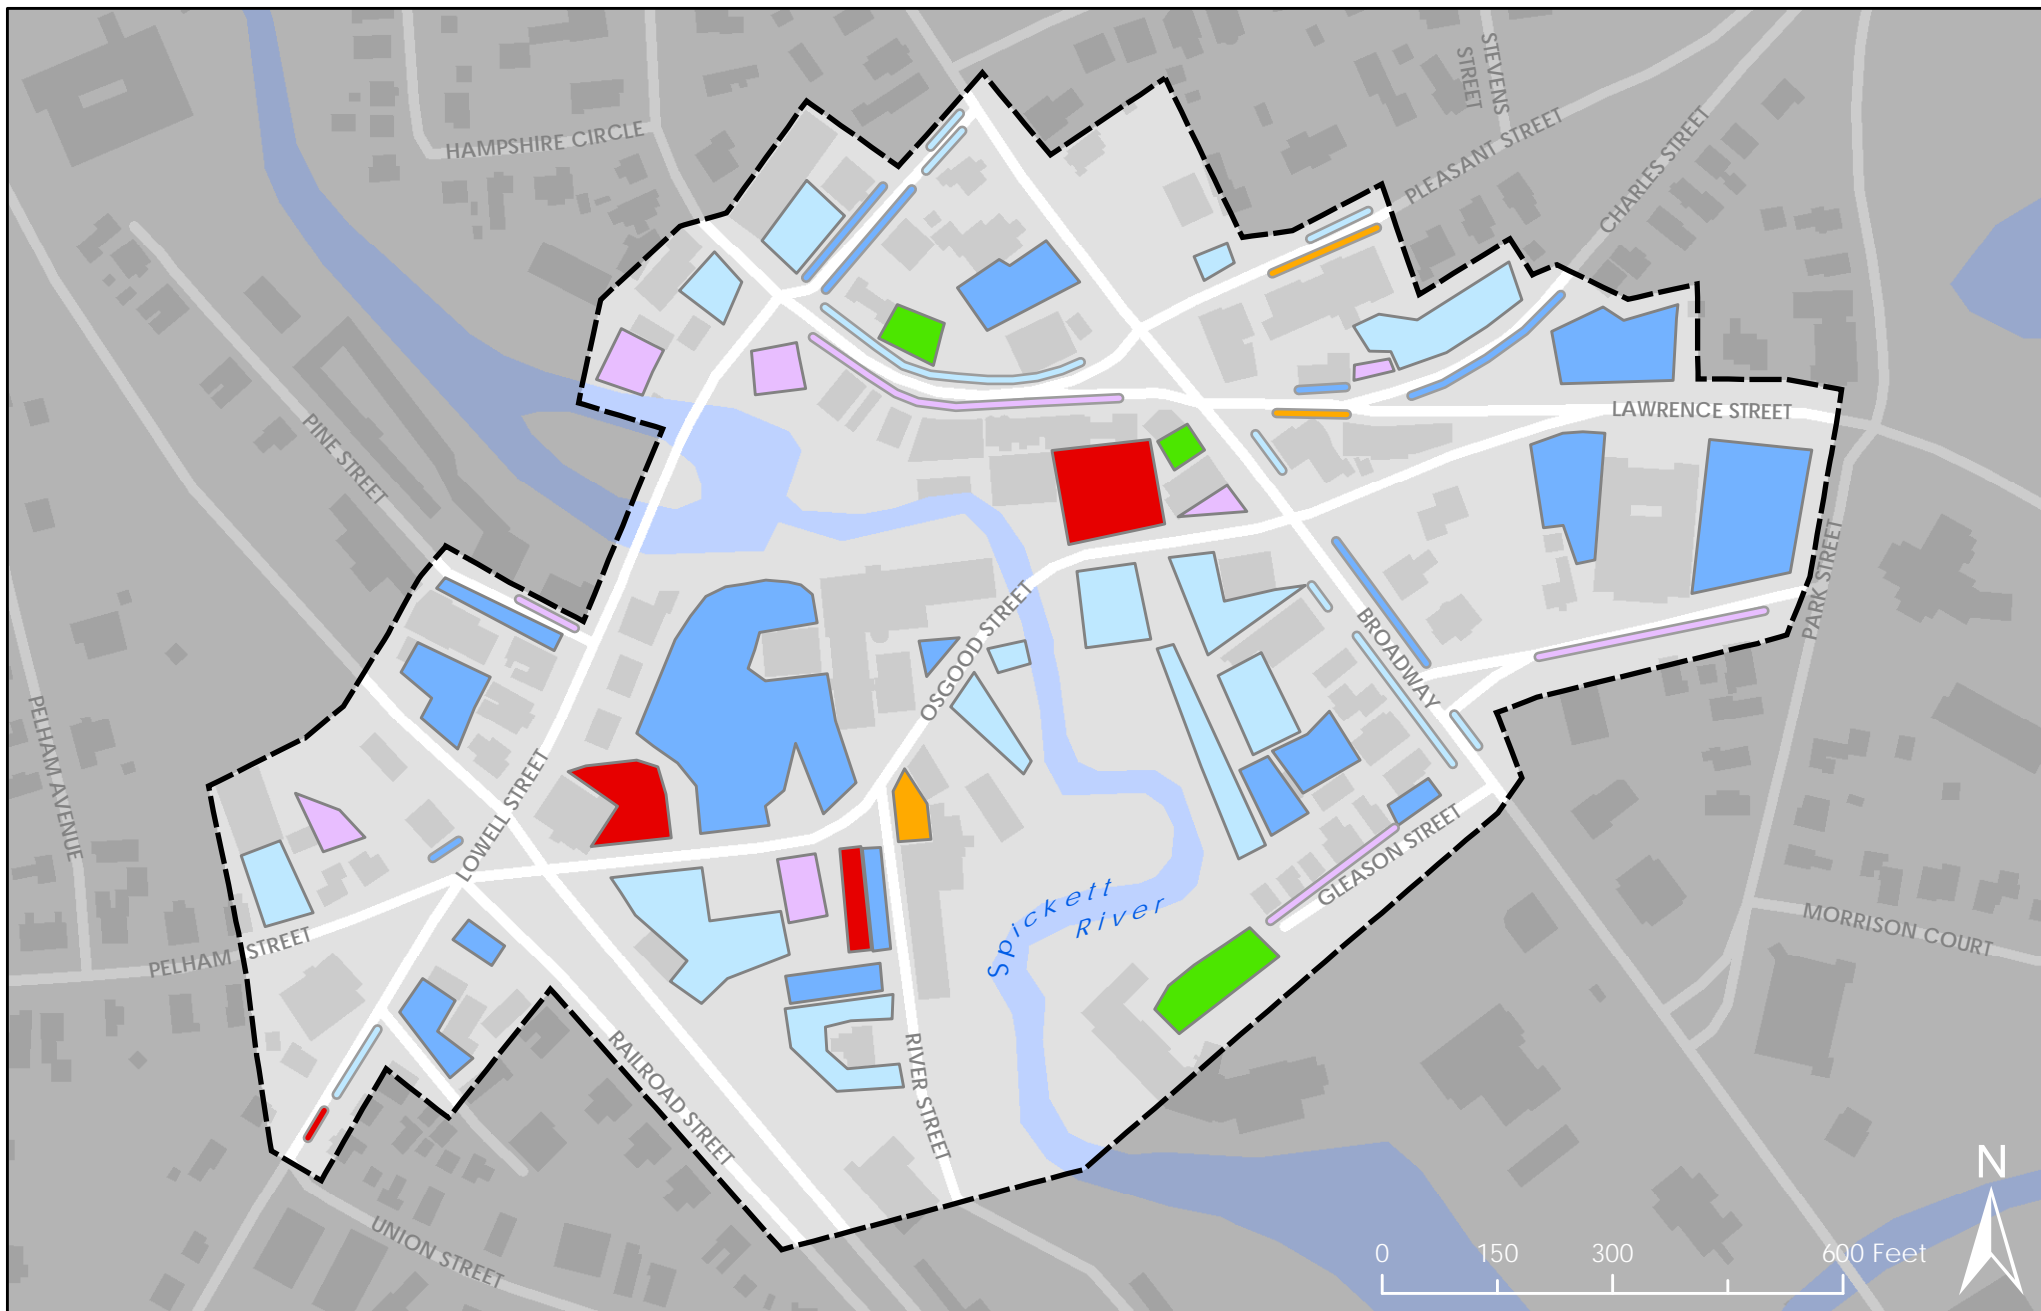 STEVENS
STREET
HAMPSHIRE CIRCLE
PLEASANT STREET
CHARLES STREET
LAWRENCE STREET
PINE STREET
PARK STREET
OSGOOD STREET
BROADWAY
PELHAM AVENUE
LOWELL STREET
GLEASON STREET
Spickett
River
PELHAM STREET
MORRISON COURT
RAILROAD STREET
RIVER STREET
UNION STREET
N
0 150 300 600 Feet